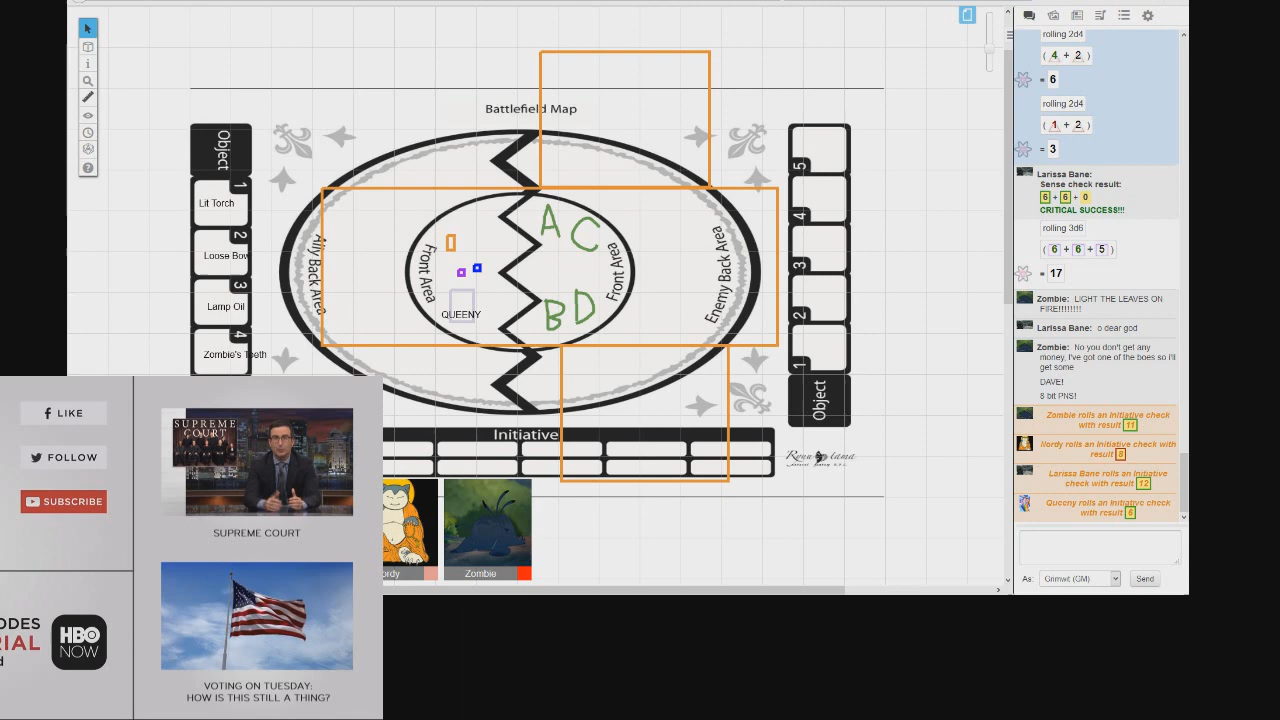 Battlefield Map
Object
1
Lit Torch
2
Loose Bow
3
Lamp Oil
4
Zombie's Teeth
Ally Back Area
Front Area
QUEENY
A C
B D
Front Area
Enemy Back Area
5
4
3
2
1
Object
Initiative
Ryuutama
ordy
Zombie
rolling 2d4
( 4 + 2 )
= 6
rolling 2d4
( 1 + 2 )
= 3
Larissa Bane:
Sense check result:
6 + 6 + 0
CRITICAL SUCCESS!!!
rolling 3d6
( 6 + 6 + 5 )
= 17
Zombie: LIGHT THE LEAVES ON
FIRE!!!!!!!!
Larissa Bane: o dear god
Zombie: No you don't get any
money, I've got one of the boes so i'll
get some
DAVE!
8 bit PNS!
Zombie rolls an Initiative check
with result 11
Nordy rolls an Initiative check with
result 8
Larissa Bane rolls an Initiative
check with result 12
Queeny rolls an Initiative check
with result 6
As: Grimwit (GM) Send
LIKE
FOLLOW
SUBSCRIBE
SUPREME
COURT
SUPREME COURT
ODES
RIAL
d
HBO
NOW
VOTING ON TUESDAY:
HOW IS THIS STILL A THING?